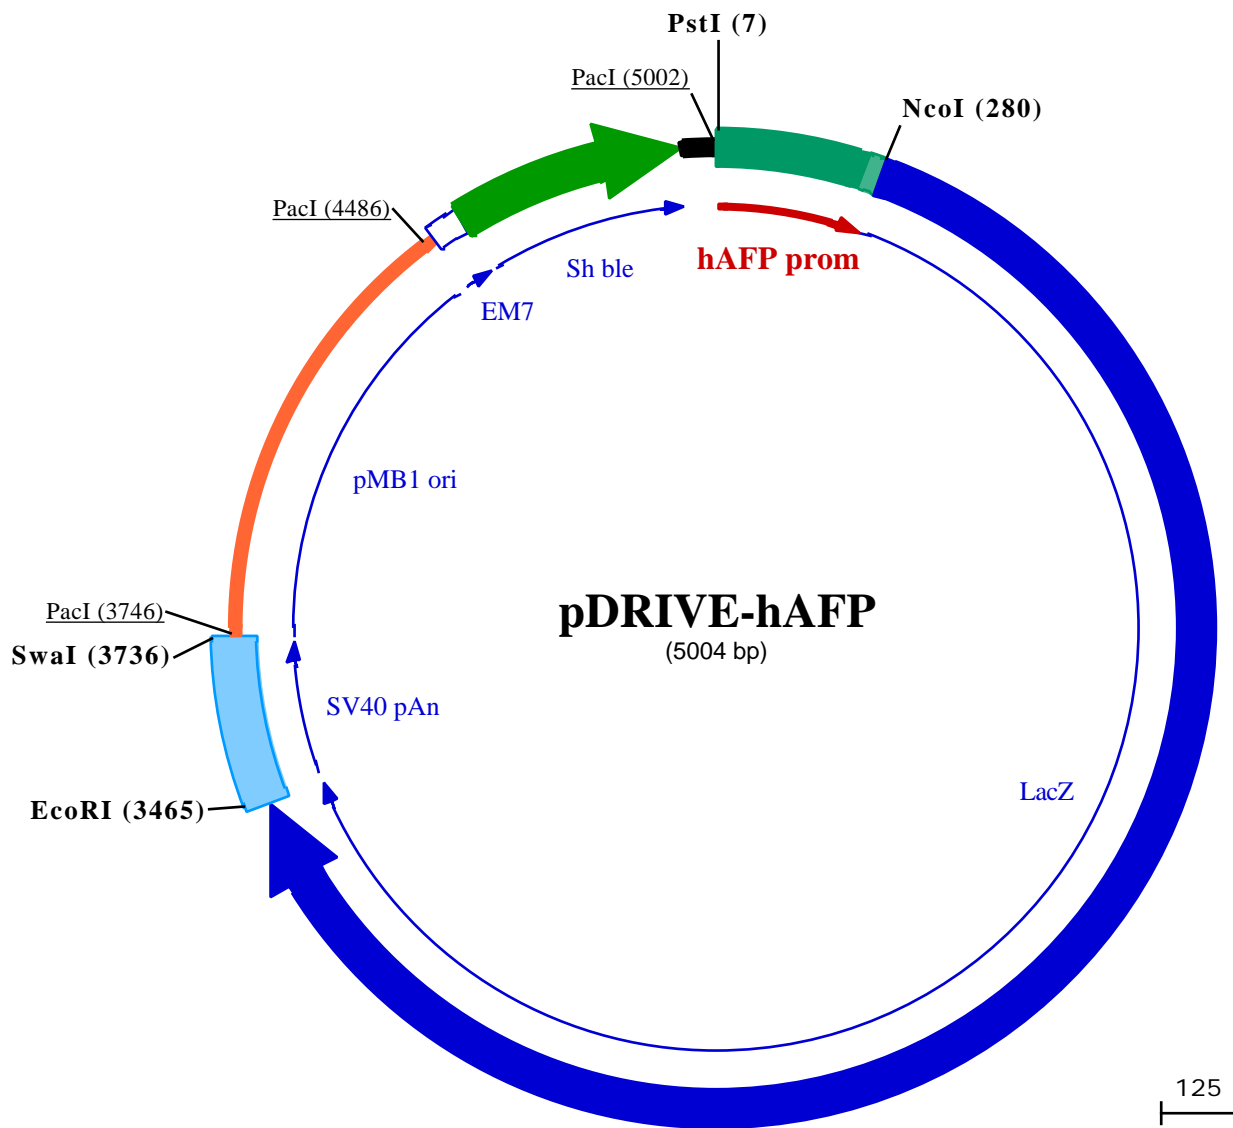 PstI (7)
PacI (5002)
NcoI (280)
PacI (4486)
Sh ble
hAFP prom
EM7
pMB1 ori
pDRIVE-hAFP
(5004 bp)
PacI (3746)
SwaI (3736)
SV40 pAn
LacZ
EcoRI (3465)
125